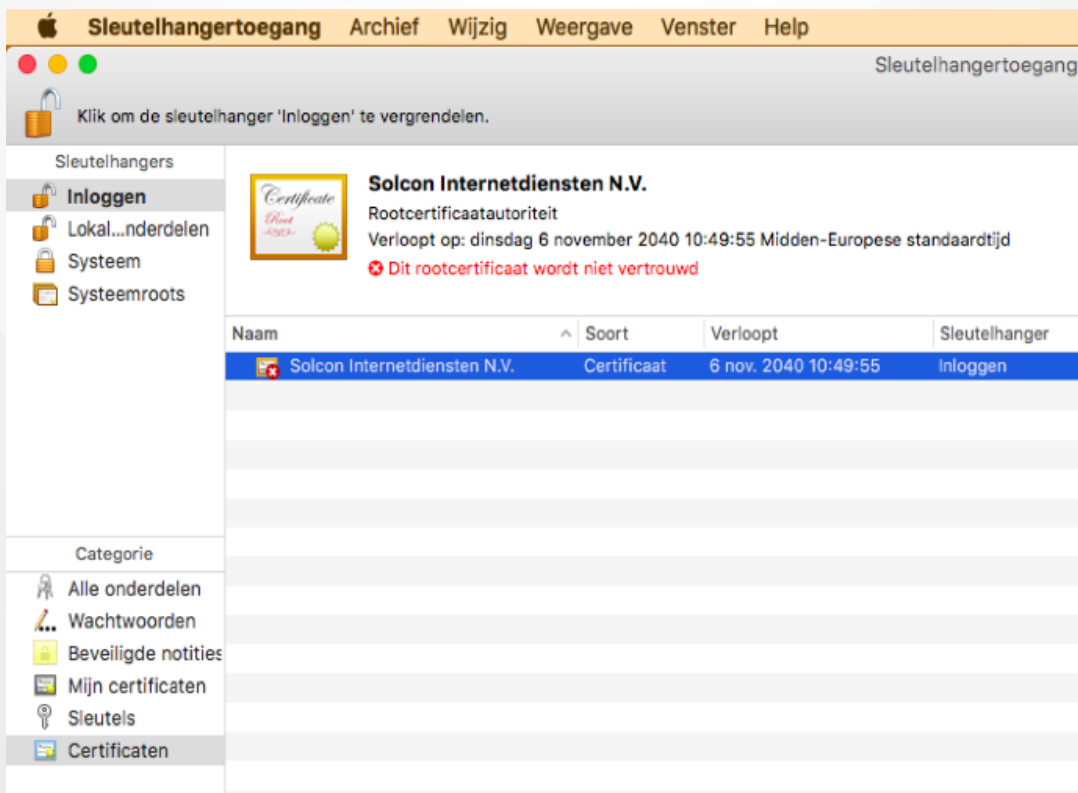 Sleutelhangertoegang Archief Wijzig Weergave Venster Help
Sleutelhangertoegang
Klik om de sleutelhanger 'Inloggen' te vergrendelen.
Sleutelhangers
Inloggen
Lokal...nderdelen
Systeem
Systeemroots
Certificate
Root
Solcon Internetdiensten N.V.
Rootcertificaatautoriteit
Verloopt op: dinsdag 6 november 2040 10:49:55 Midden-Europese standaardtijd
Dit rootcertificaat wordt niet vertrouwd
Naam Soort Verloopt Sleutelhanger
Solcon Internetdiensten N.V. Certificaat 6 nov. 2040 10:49:55 Inloggen
Categorie
Alle onderdelen
Wachtwoorden
Beveiligde notities
Mijn certificaten
Sleutels
Certificaten